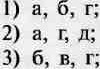 1) а, б, г;
2) а, г, д;
3) б, в, г;